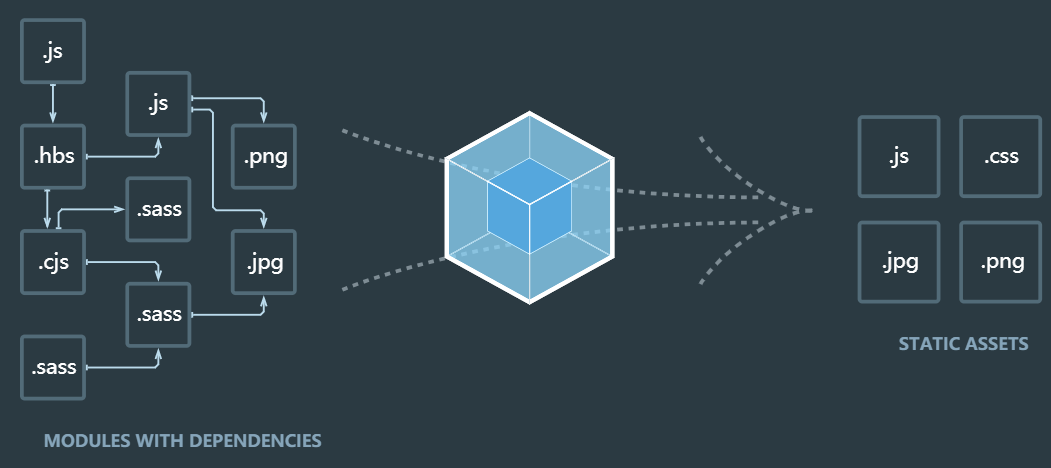 .js
.js
.hbs
.png
.sass
.cjs
.jpg
.sass
.sass
MODULES WITH DEPENDENCIES
.js
.css
.jpg
.png
STATIC ASSETS